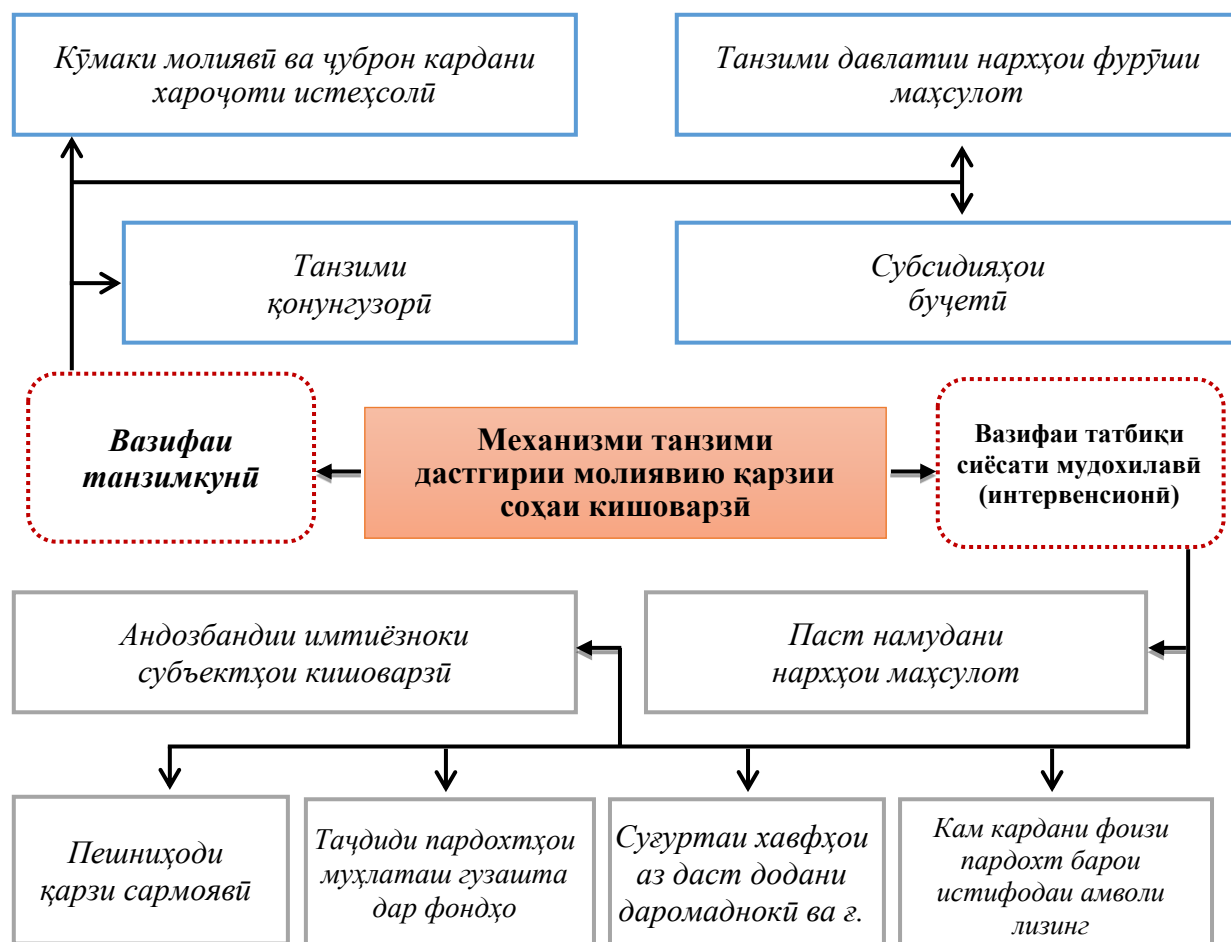 Кӯмаки молиявӣ ва ҷуброн кардани
хароҷоти истеҳсолӣ
Танзими давлатии нархҳои фурӯши
маҳсулот
Танзими
қонунгузорӣ
Субсидияҳои
буҷетӣ
Вазифаи
танзимкунӣ
Механизми танзими
дастгирии молиявию қарзии
соҳаи кишоварзӣ
Вазифаи татбиқи
сиёсати мудохилавӣ
(интервенсионӣ)
Андозбандии имтиёзноки
субъектҳои кишоварзӣ
Паст намудани
нархҳои маҳсулот
Пешниҳоди
қарзи сармоявӣ
Таҷдиди пардохтҳои
муҳлаташ гузашта
дар фондҳо
Суғуртаи хавфҳои
аз даст додани
даромаднокӣ ва ғ.
Кам кардани фоизи
пардохт барои
истифодаи амволи
лизинг